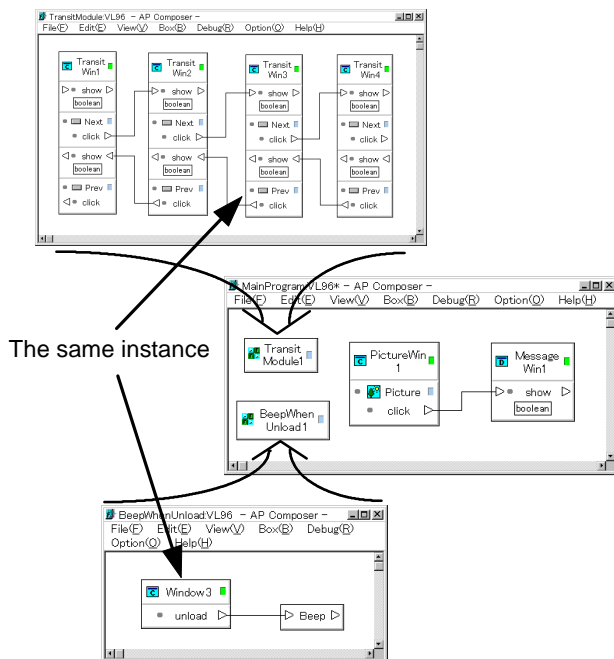 TransitModule:VL96 - AP Composer -
File(F) Edit(E) View(V) Box(B) Debug(R) Option(O) Help(H)
Transit Win1
show
boolean
Next
click
show
boolean
Prev
click
Transit Win2
show
boolean
Next
click
show
boolean
Prev
click
Transit Win3
show
boolean
Next
click
show
boolean
Prev
click
Transit Win4
show
boolean
Next
click
show
boolean
Prev
click
The same instance
MainProgram:VL96* - AP Composer -
File(F) Edit(E) View(V) Box(B) Debug(R) Option(O) Help(H)
Transit
Module1
PictureWin
1
Picture
click
Message
Win1
show
boolean
BeepWhen
Unload1
BeepWhenUnload:VL96 - AP Composer -
File(F) Edit(E) View(V) Box(B) Debug(R)
Option(O) Help(H)
Window3
unload
Beep